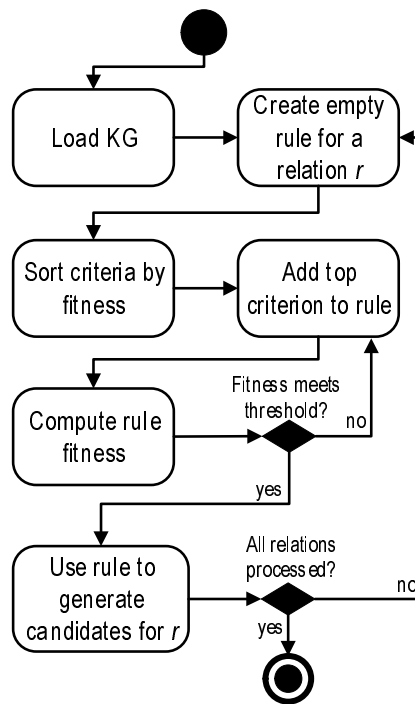 Load KG
Create empty
rule for a
relation r
Sort criteria by
fitness
Add top
criterion to rule
Compute rule
fitness
Fitness meets
threshold?
no
yes
Use rule to
generate
candidates for r
All relations
processed?
no
yes